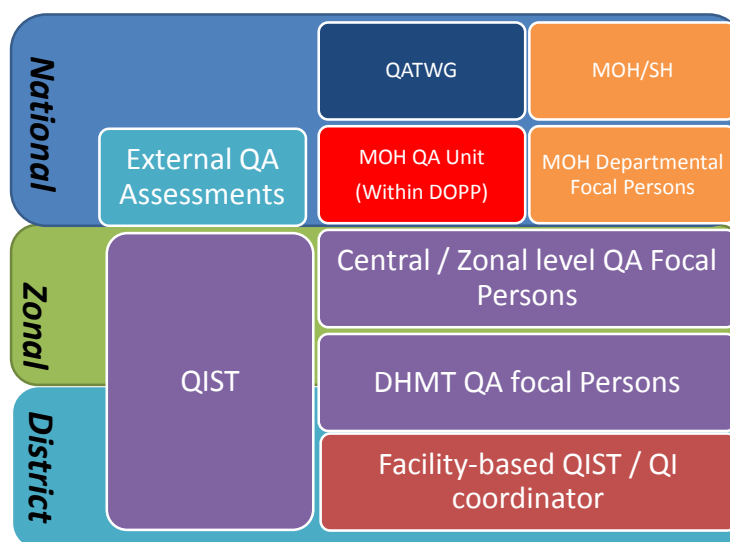 National
QATWG
MOH/SH
External QA
Assessments
MOH QA Unit
(Within DOPP)
MOH Departmental
Focal Persons
Zonal
QIST
Central / Zonal level QA Focal
Persons
DHMT QA focal Persons
District
Facility-based QIST / QI
coordinator